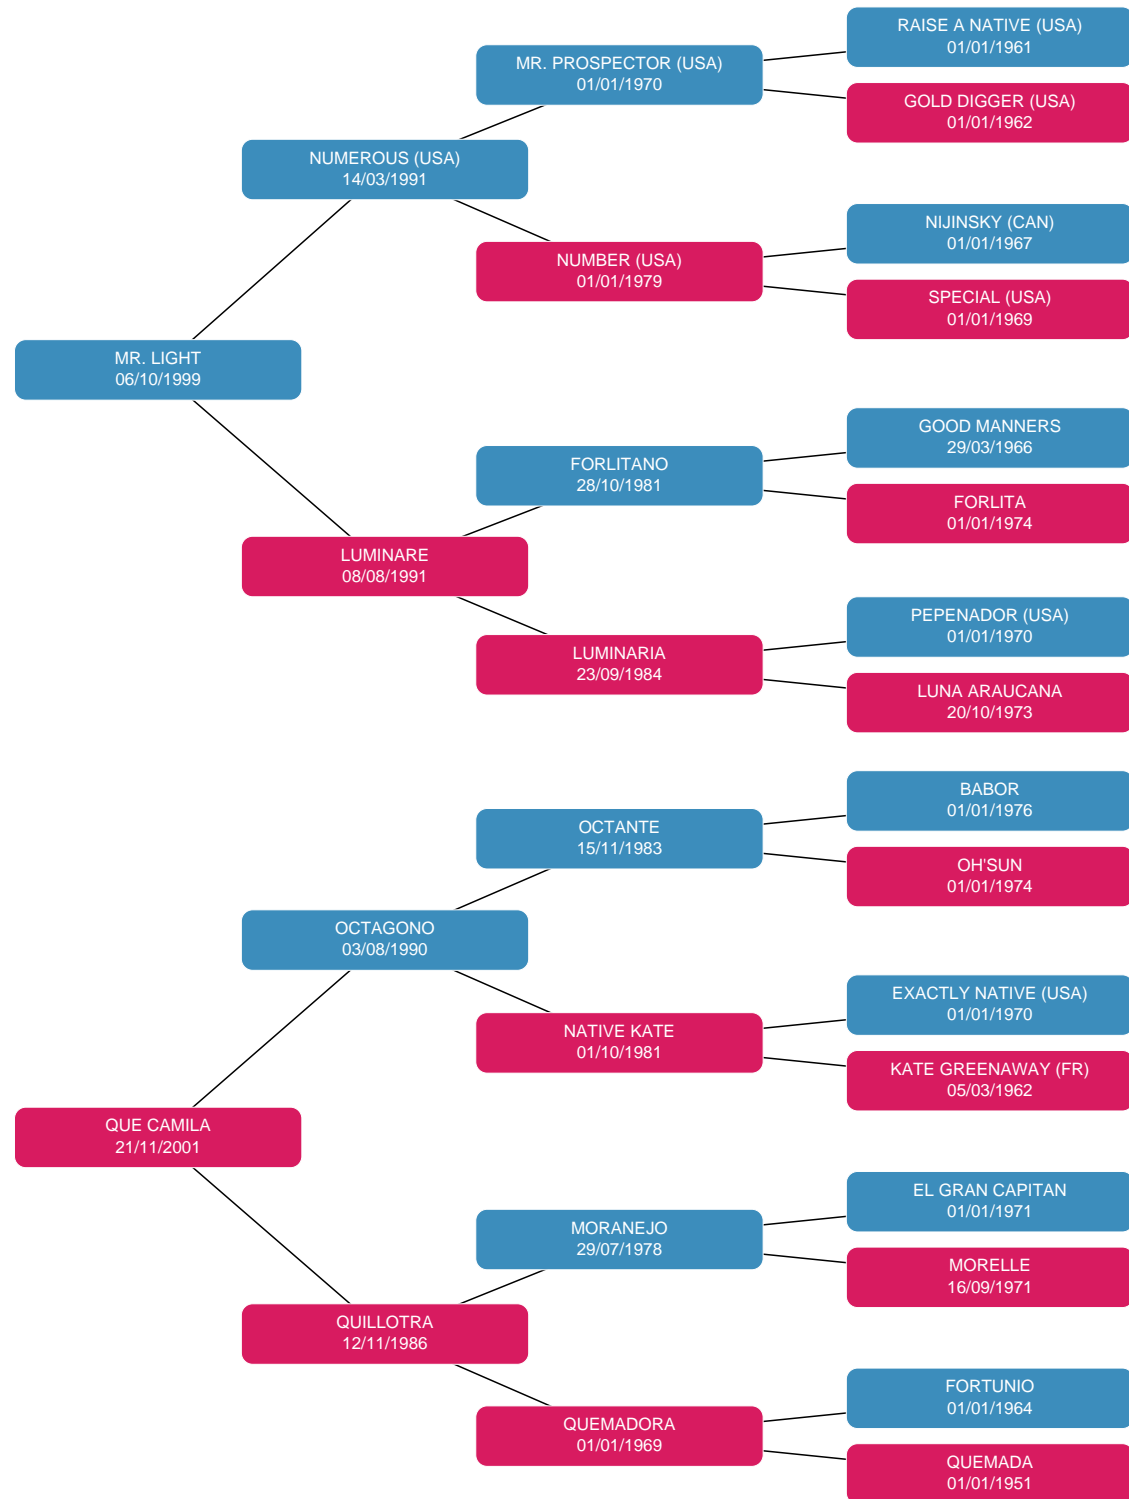 RAISE A NATIVE (USA)
01/01/1961
MR. PROSPECTOR (USA)
01/01/1970
GOLD DIGGER (USA)
01/01/1962
NUMEROUS (USA)
14/03/1991
NIJINSKY (CAN)
01/01/1967
NUMBER (USA)
01/01/1979
SPECIAL (USA)
01/01/1969
MR. LIGHT
06/10/1999
GOOD MANNERS
29/03/1966
FORLITANO
28/10/1981
FORLITA
01/01/1974
LUMINARE
08/08/1991
PEPENADOR (USA)
01/01/1970
LUMINARIA
23/09/1984
LUNA ARAUCANA
20/10/1973
BABOR
01/01/1976
OCTANTE
15/11/1983
OH'SUN
01/01/1974
OCTAGONO
03/08/1990
EXACTLY NATIVE (USA)
01/01/1970
NATIVE KATE
01/10/1981
KATE GREENAWAY (FR)
05/03/1962
QUE CAMILA
21/11/2001
EL GRAN CAPITAN
01/01/1971
MORANEJO
29/07/1978
MORELLE
16/09/1971
QUILLOTRA
12/11/1986
FORTUNIO
01/01/1964
QUEMADORA
01/01/1969
QUEMADA
01/01/1951